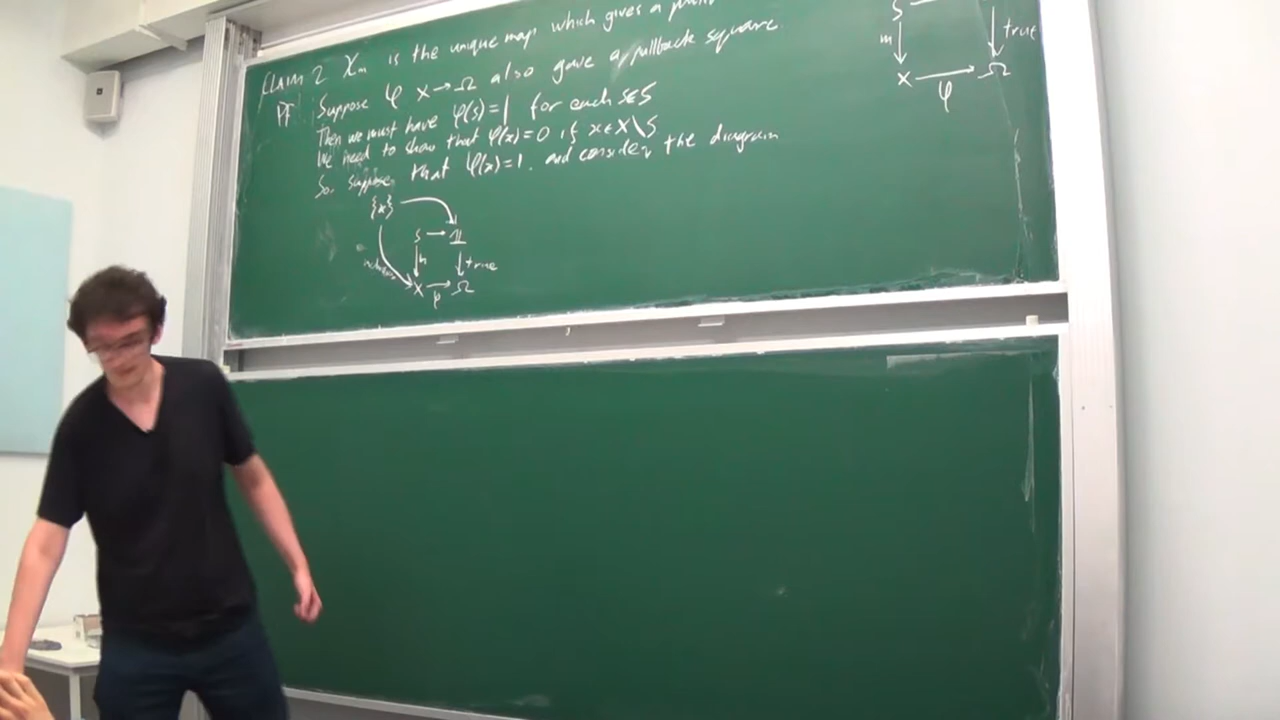 Claim 2 χₘ is the unique map which gives a
PF Suppose φ X→Ω also gave a pullback square
Then we must have φ(s)=1 for each s∈S
We need to show that φ(x)=0 if x∈X\S
So suppose that φ(x)=1. and consider the diagram
{x}
S → 1
m ↓ ↓ true
X → Ω
φ
S
m ↓ ↓ true
X → Ω
φ